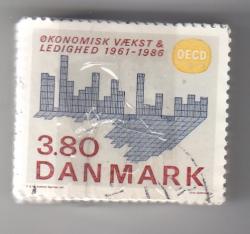 ØKONOMISK VÆKST &
LEDIGHED 1961-1986
OECD
3.80
DANMARK